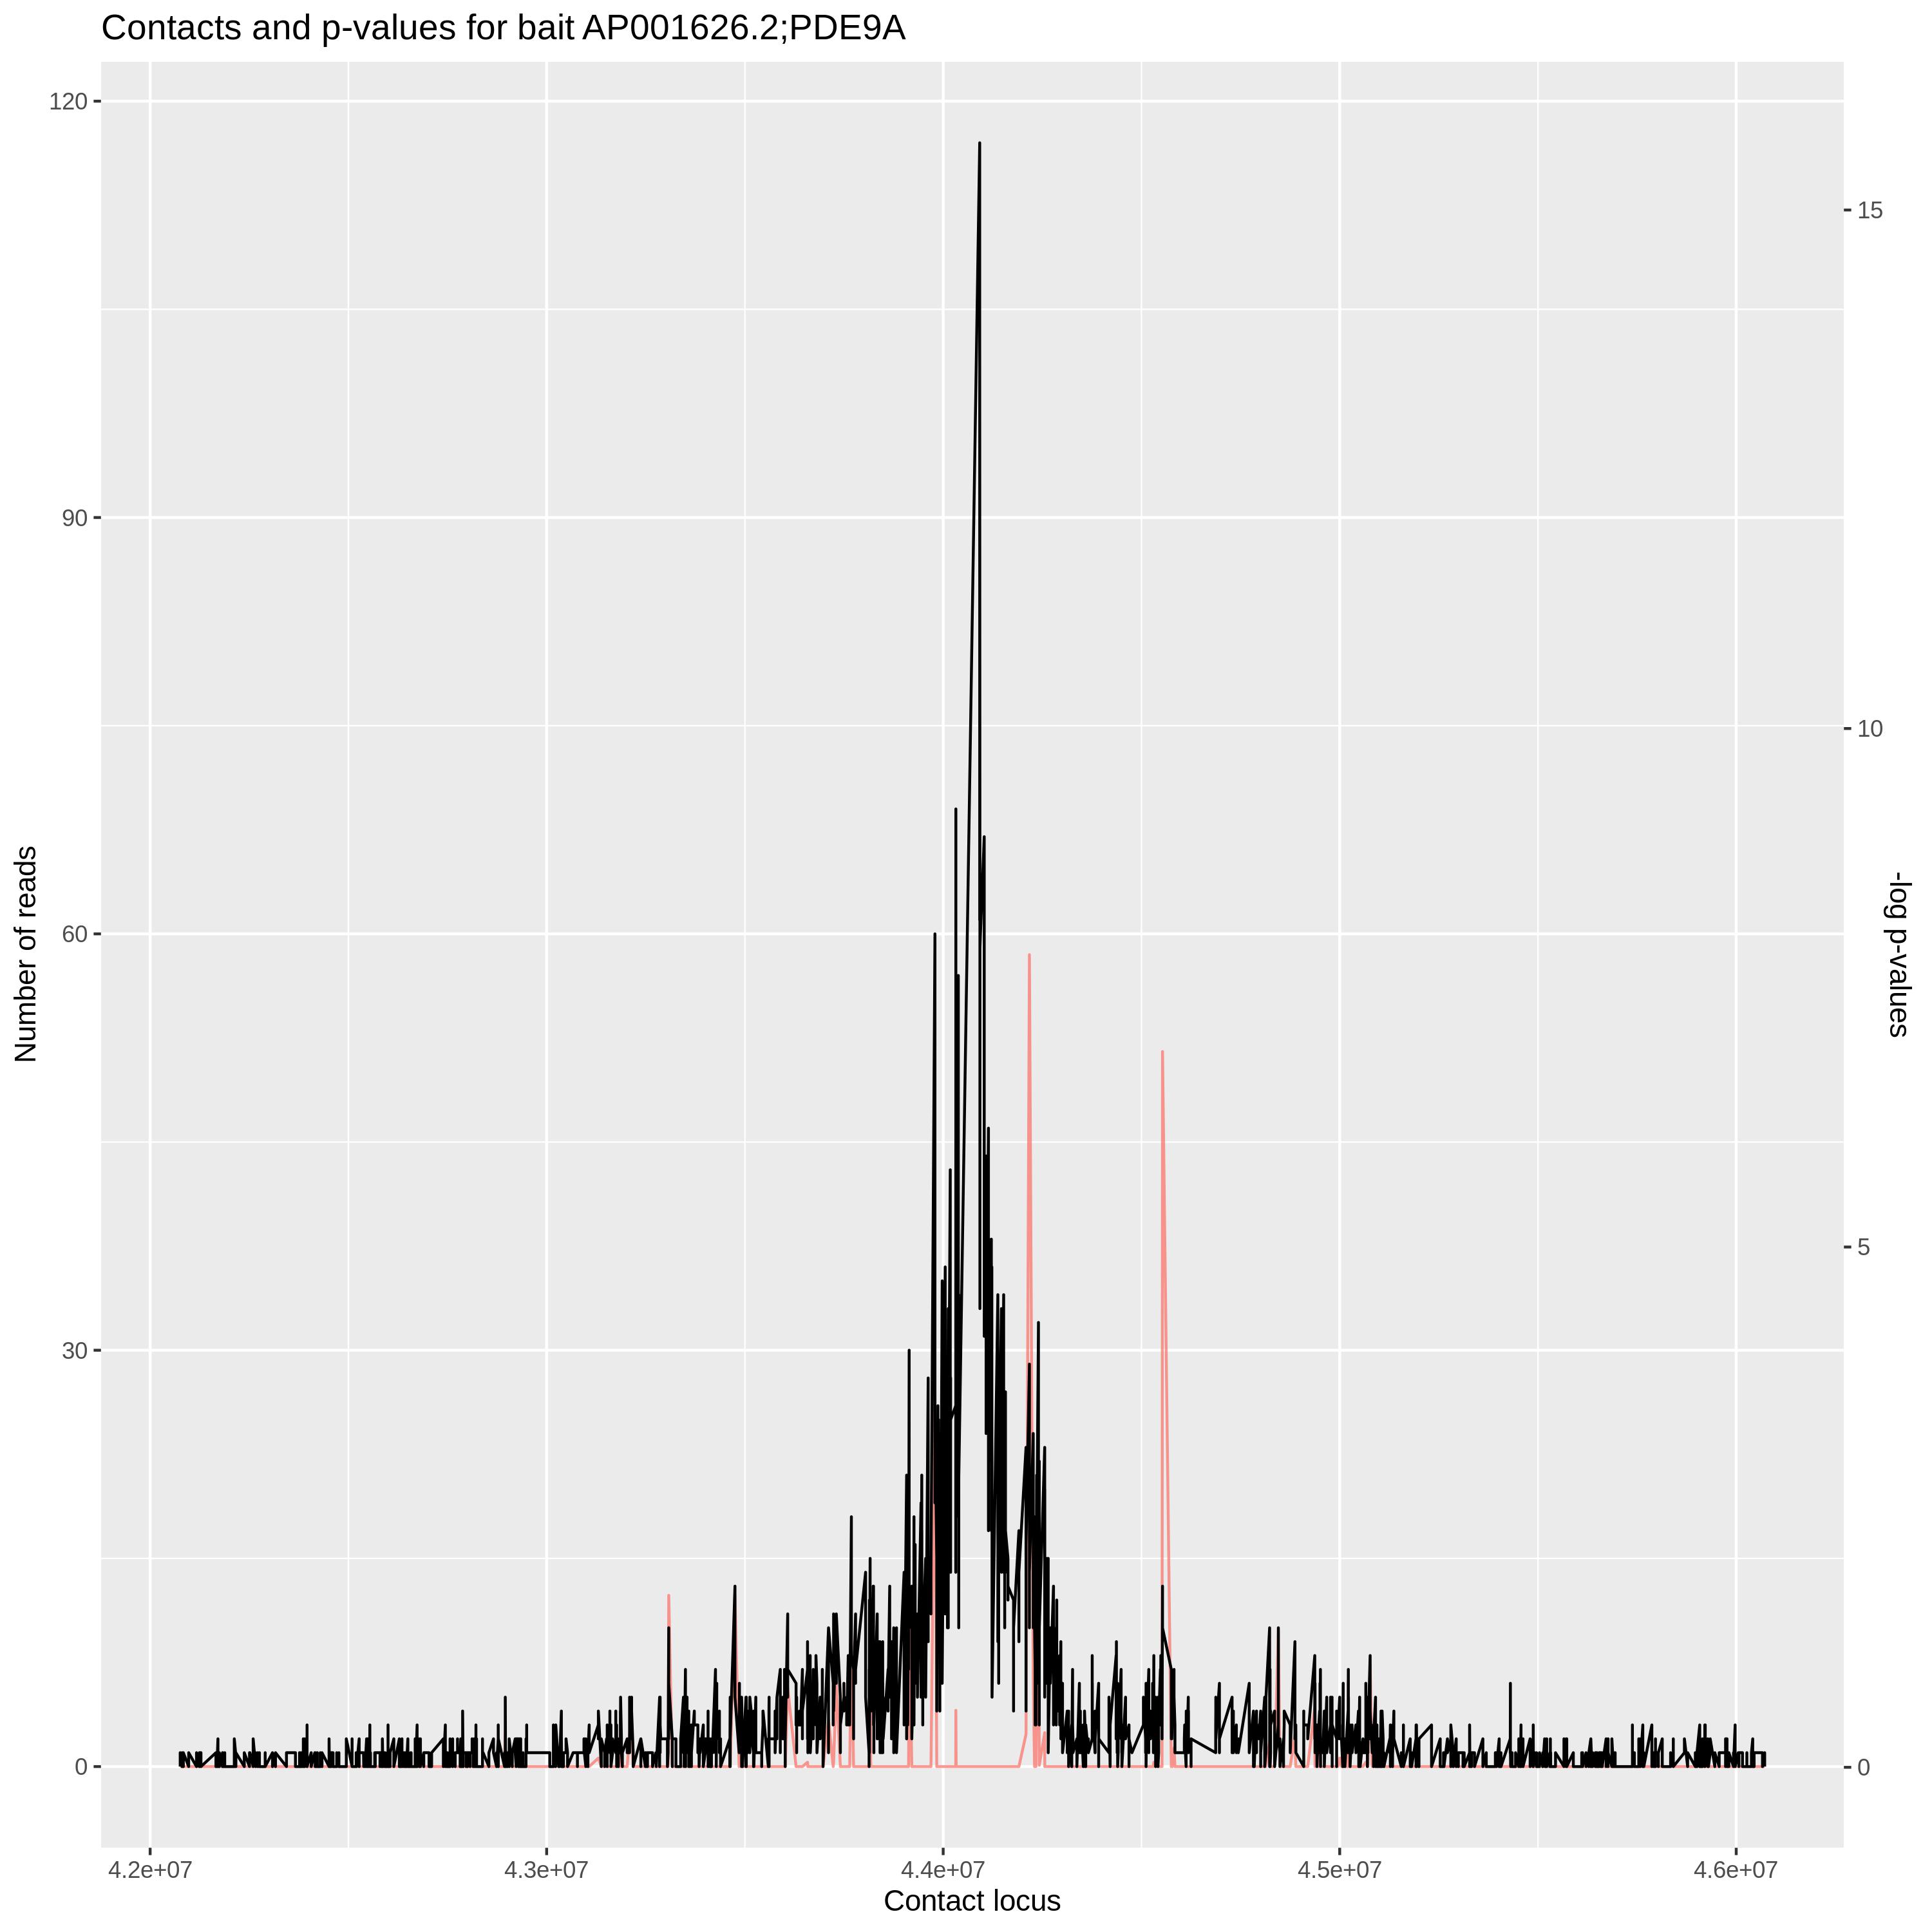 Contacts and p-values for bait AP001626.2;PDE9A
120
90
60
30
0
15
10
5
0
Number of reads
-log p-values
4.2e+07 4.3e+07 4.4e+07 4.5e+07 4.6e+07
Contact locus